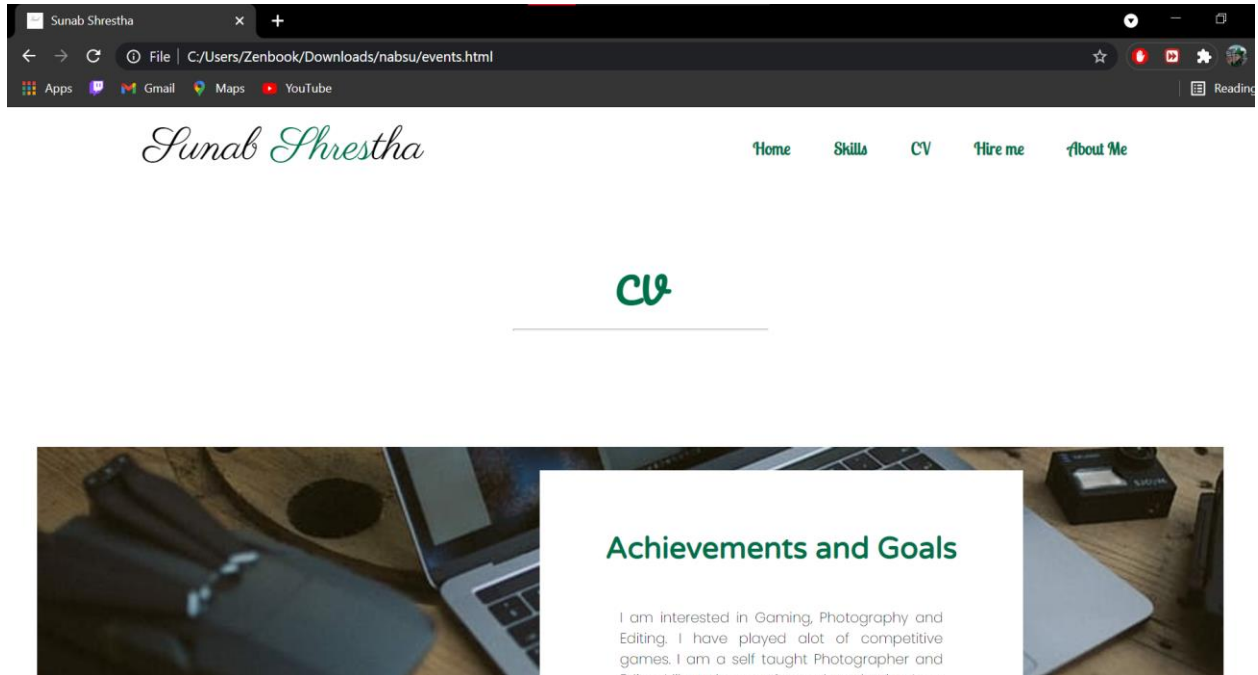 Sunab Shrestha
File C:/Users/Zenbook/Downloads/nabsu/events.html
Apps Gmail Maps YouTube Reading
Sunab Shrestha
Home Skills CV Hire me About Me
CV
Achievements and Goals
I am interested in Gaming, Photography and
Editing. I have played alot of competitive
games. I am a self taught Photographer and